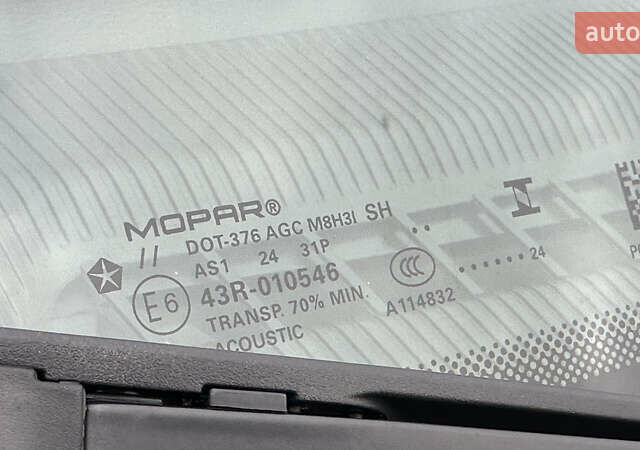 auto
MOPAR®
// DOT-376 AGC M8H3I SH ..
AS1 24 31P
E6 43R-010546 CCC ...... 24
TRANSP. 70% MIN. A114832
ACOUSTIC